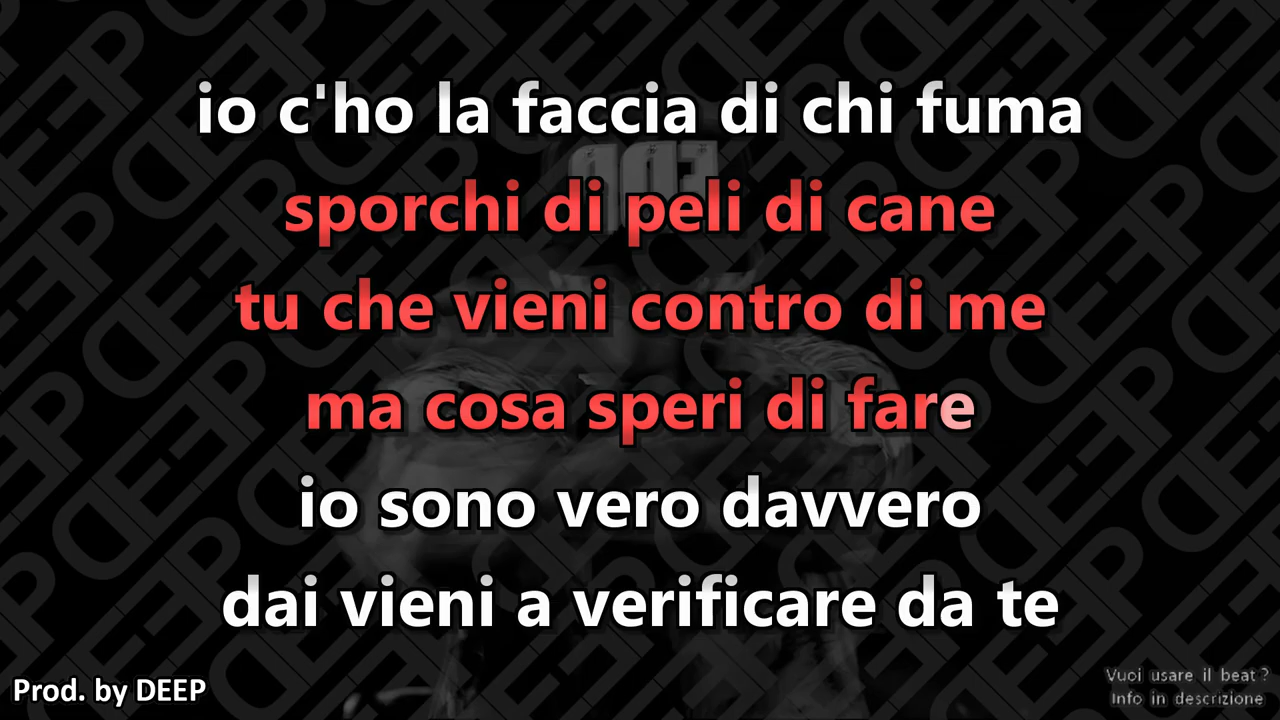 io c'ho la faccia di chi fuma
sporchi di peli di cane
tu che vieni contro di me
ma cosa speri di fare
io sono vero davvero
dai vieni a verificare da te
Prod. by DEEP
Vuoi usare il beat?
Info in descrizione